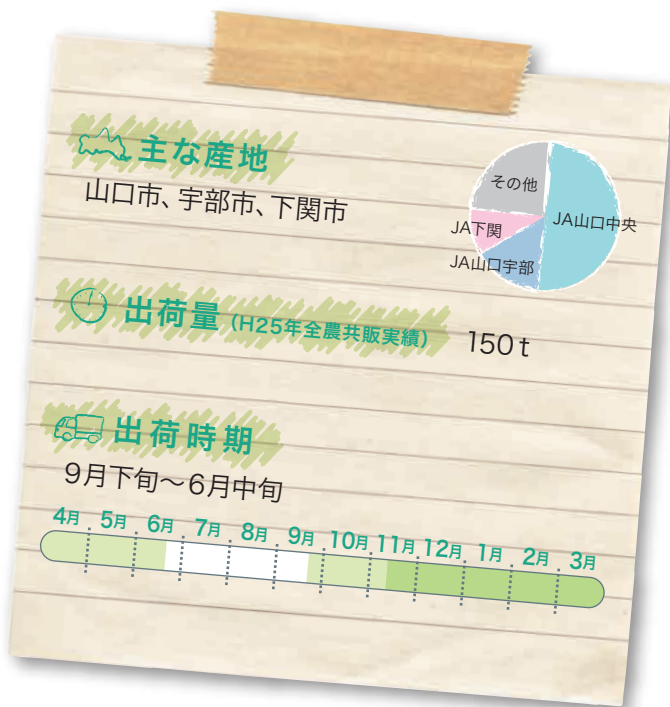 主な産地
山口市、宇部市、下関市
その他
JA山口中央
JA下関
JA山口宇部
出荷量（H25年全農共販実績） 150t
出荷時期
9月下旬～6月中旬
4月 5月 6月 7月 8月 9月 10月 11月 12月 1月 2月 3月